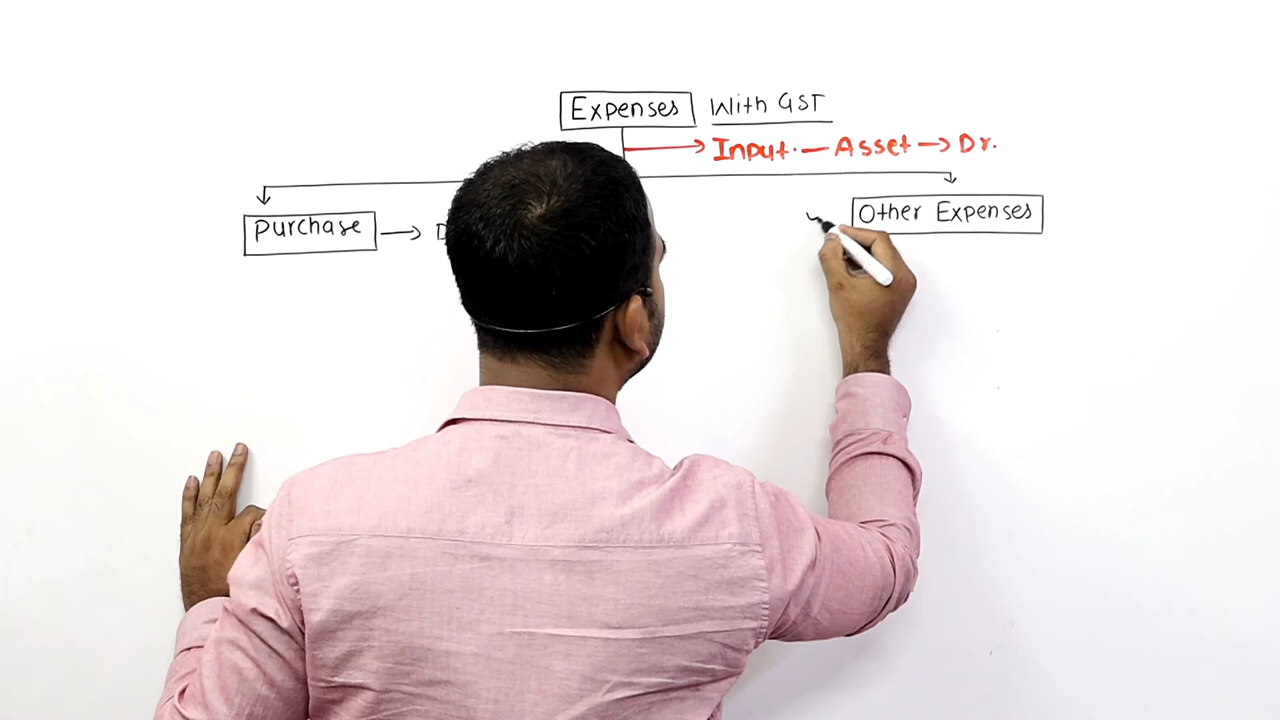 Expenses With GST
Input. — Asset → Dr.
Purchase →
Other Expenses